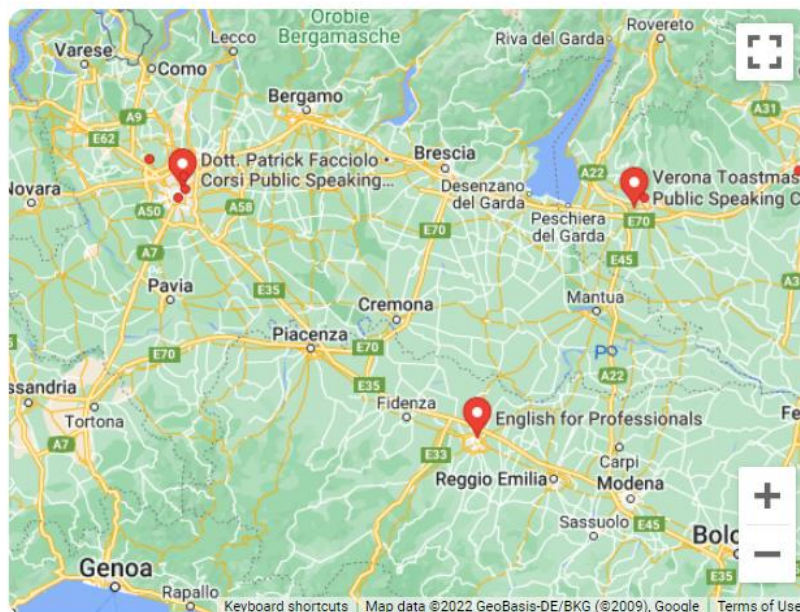 Orobie
Bergamasche
Lecco
Riva del Garda
Rovereto
Varese
Como
A9
Bergamo
A31
E62
Dott. Patrick Facciolo •
Corsi Public Speaking...
Brescia
A22
Verona Toastmas
Public Speaking C
Novara
Desenzano
del Garda
A50
A58
Peschiera
del Garda
E70
E70
A7
E45
Pavia
E35
Mantua
Cremona
Piacenza
E70
E70
PO
E35
A22
ssandria
Tortona
Fidenza
English for Professionals
Fe
A7
E33
Carpi
Reggio Emilia
Modena
Sassuolo
E45
Bolo
Genoa
E35
Rapallo
Keyboard shortcuts
Map data ©2022 GeoBasis-DE/BKG (©2009), Google
Terms of Use